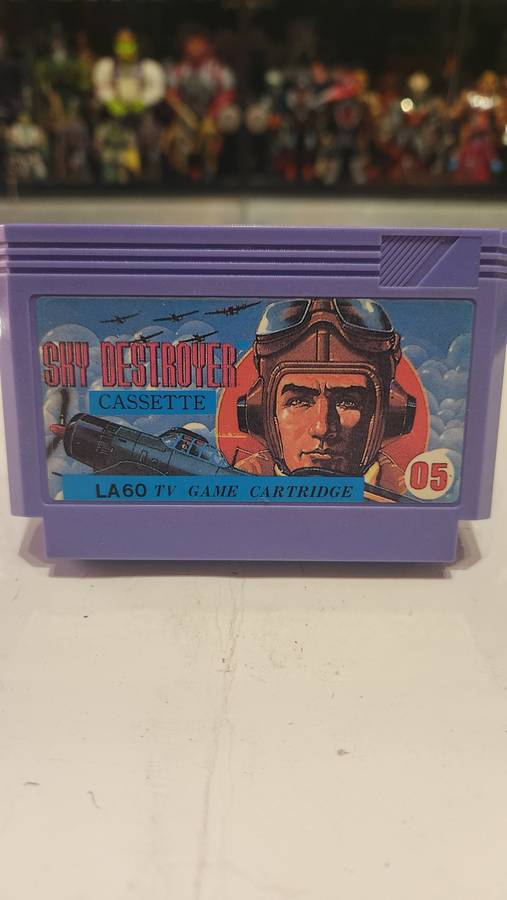 SKY DESTROYER
CASSETTE
LA60 TV GAME CARTRIDGE
05